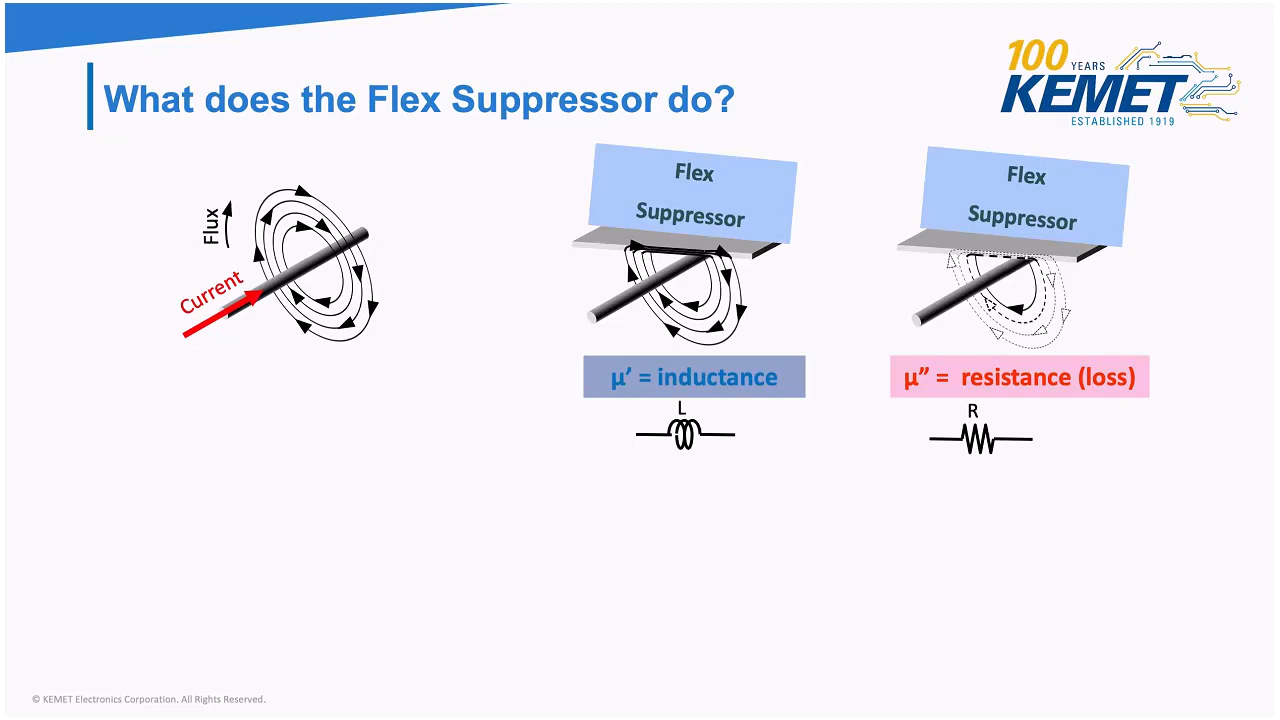 What does the Flex Suppressor do?
100 YEARS
KEMET
ESTABLISHED 1919
Flux
Current
Flex
Suppressor
μ’ = inductance
L
Flex
Suppressor
μ” = resistance (loss)
R
© KEMET Electronics Corporation. All Rights Reserved.